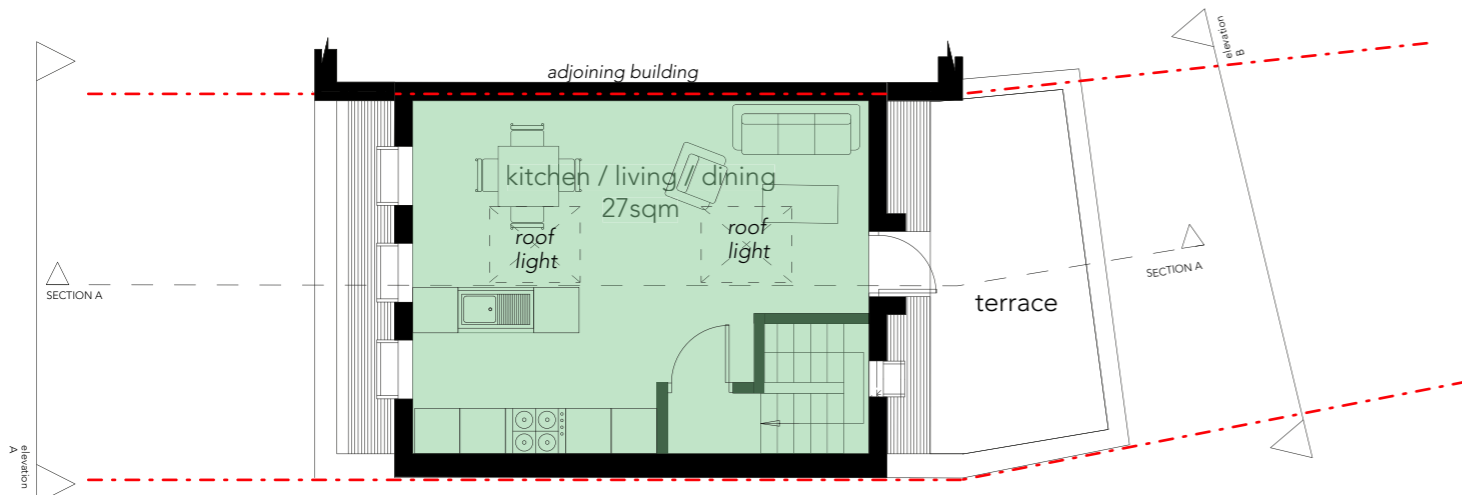 adjoining building
elevation
B
kitchen / living / dining
27sqm
roof
light
roof
light
SECTION A
SECTION A
terrace
elevation
A